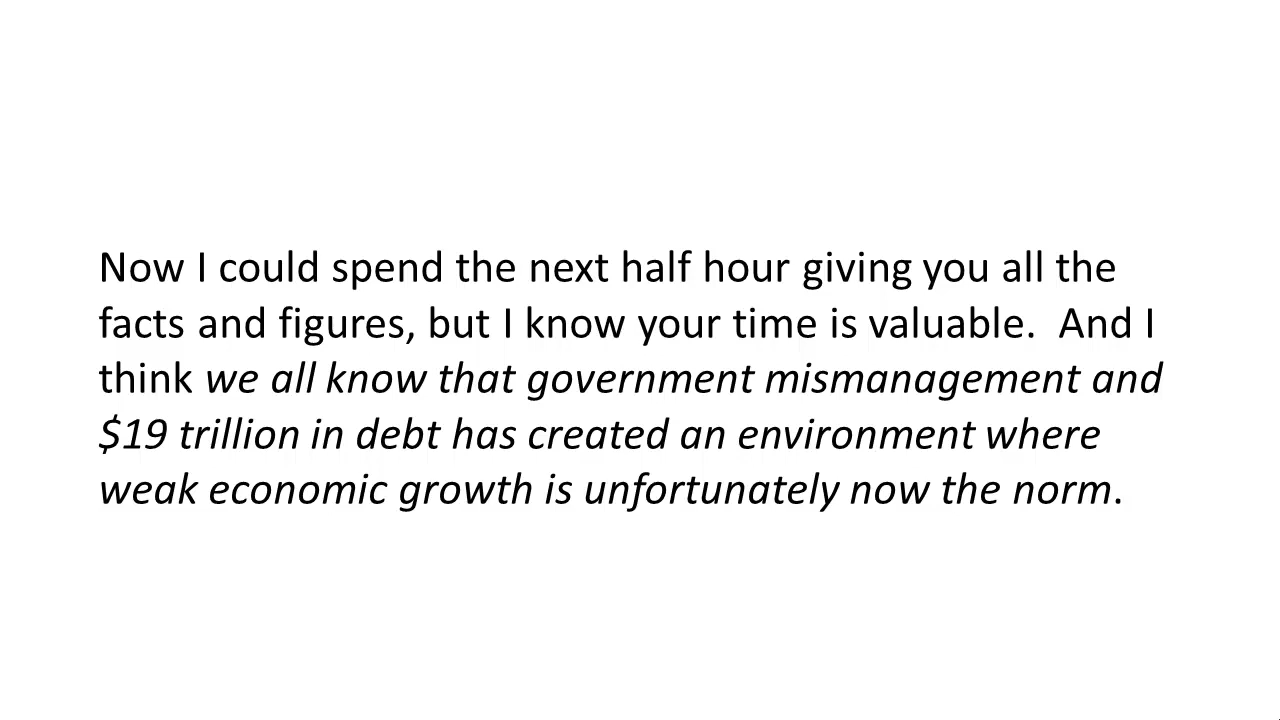 Now I could spend the next half hour giving you all the
facts and figures, but I know your time is valuable.  And I
think we all know that government mismanagement and
$19 trillion in debt has created an environment where
weak economic growth is unfortunately now the norm.